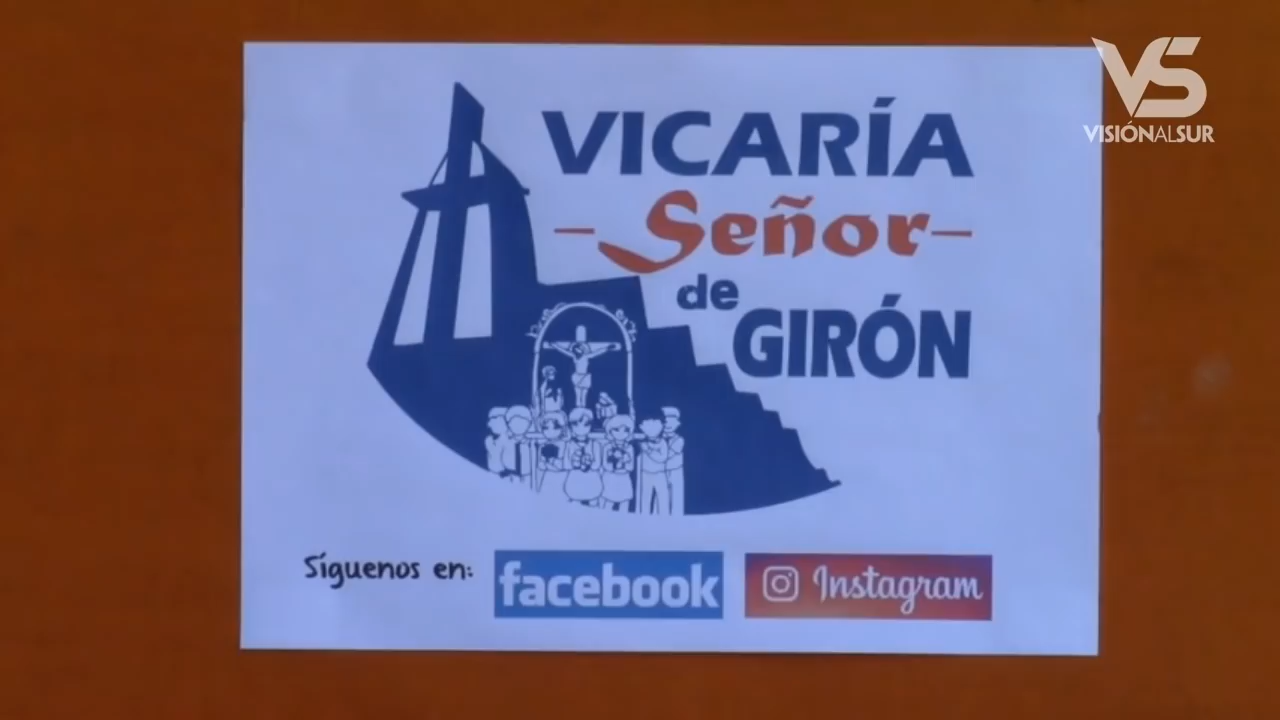 VS
VISIÓNALSUR
VICARÍA
Señor
de
GIRÓN
Síguenos en:
facebook
Instagram